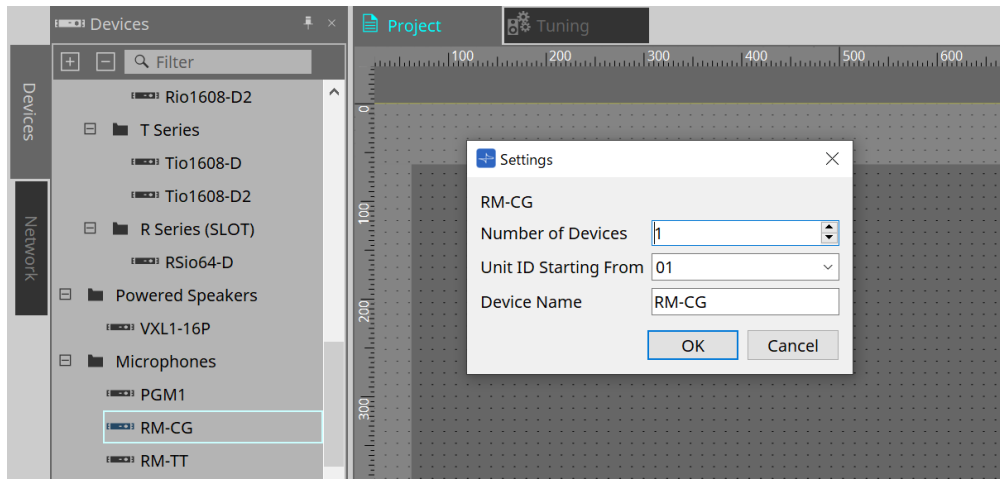 Devices
Project
Tuning
Filter
Devices
Network
Rio1608-D2
T Series
Tio1608-D
Tio1608-D2
R Series (SLOT)
RSio64-D
Powered Speakers
VXL1-16P
Microphones
PGM1
RM-CG
RM-TT
100
200
300
400
500
600
0
100
200
300
Settings
RM-CG
Number of Devices 1
Unit ID Starting From 01
Device Name RM-CG
OK Cancel